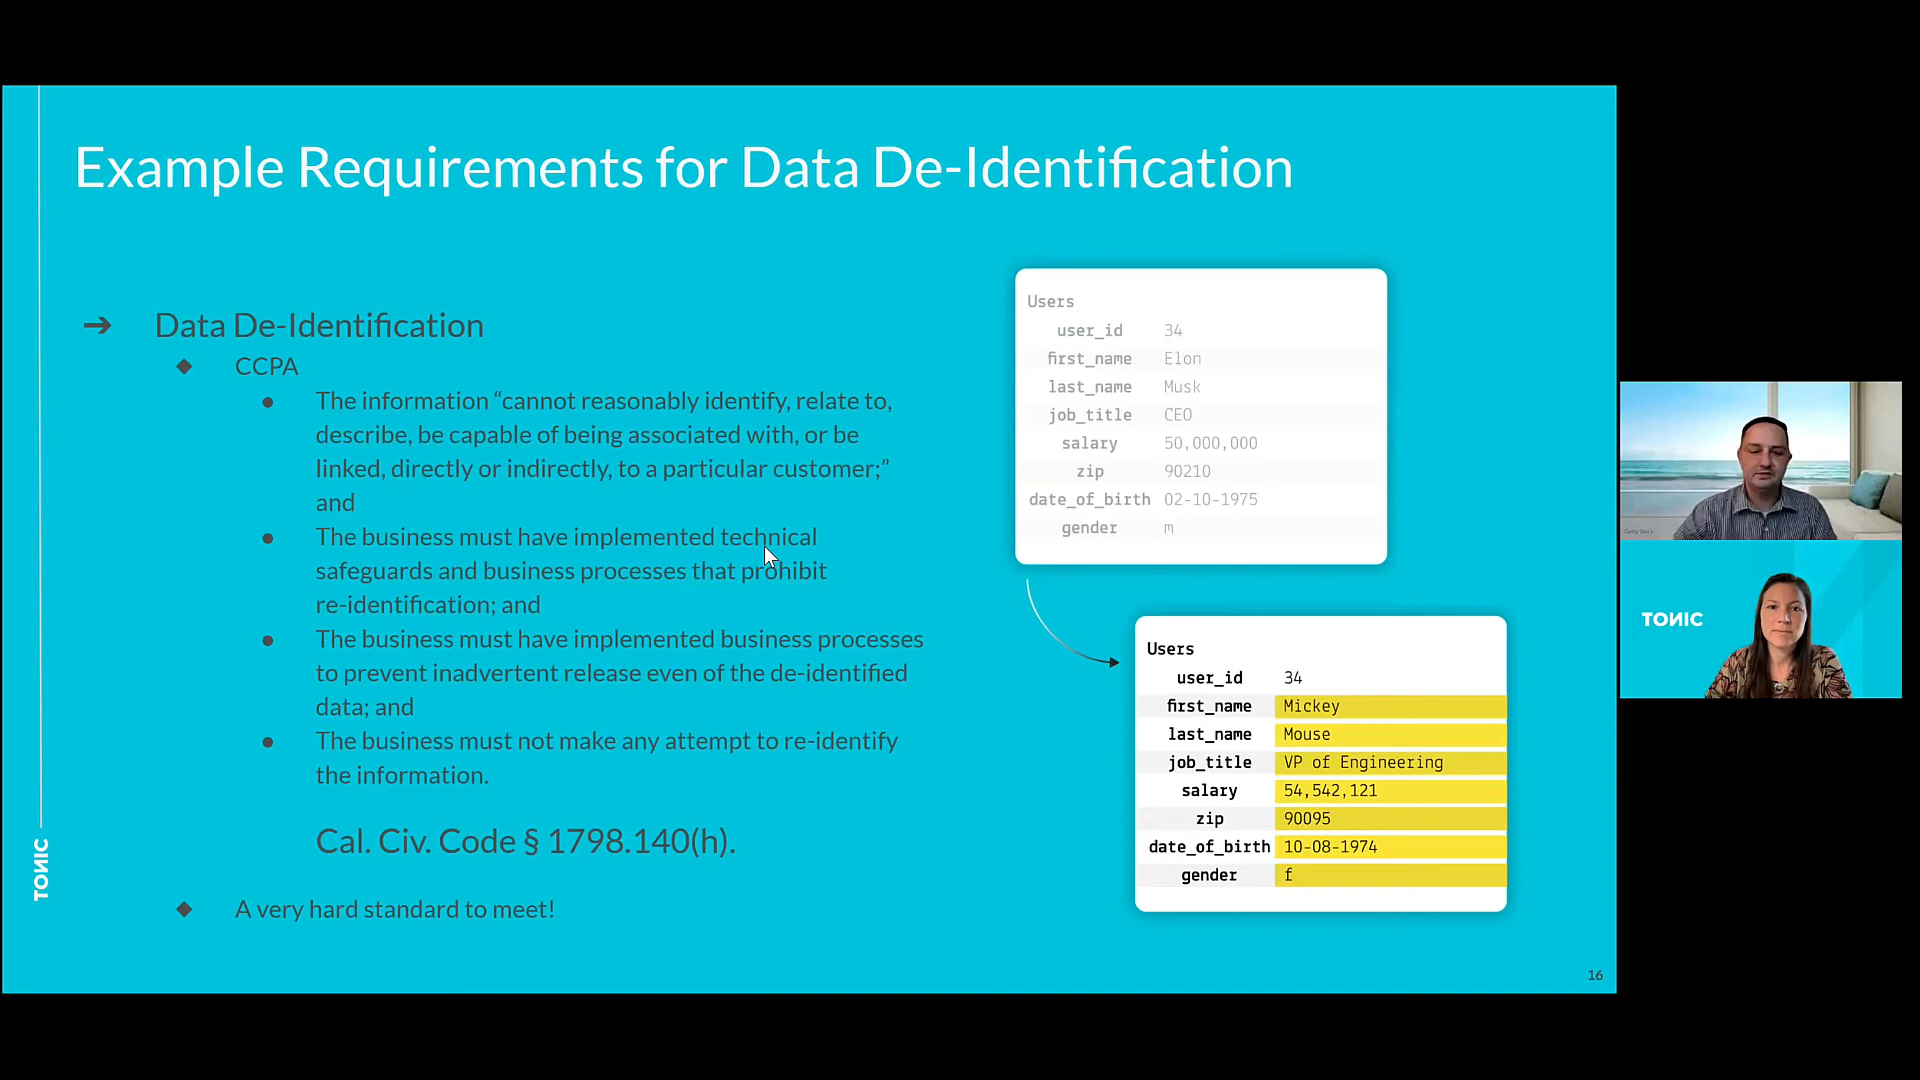 Example Requirements for Data De-Identification
➔ Data De-Identification
◆ CCPA
● The information “cannot reasonably identify, relate to,
describe, be capable of being associated with, or be
linked, directly or indirectly, to a particular customer;”
and
● The business must have implemented technical
safeguards and business processes that prohibit
re-identification; and
● The business must have implemented business processes
to prevent inadvertent release even of the de-identified
data; and
● The business must not make any attempt to re-identify
the information.
Cal. Civ. Code § 1798.140(h).
◆ A very hard standard to meet!
Users
user_id 34
first_name Elon
last_name Musk
job_title CEO
salary 50,000,000
zip 90210
date_of_birth 02-10-1975
gender m
Users
user_id 34
first_name Mickey
last_name Mouse
job_title VP of Engineering
salary 54,542,121
zip 90095
date_of_birth 10-08-1974
gender f
TONIC
16
TONIC